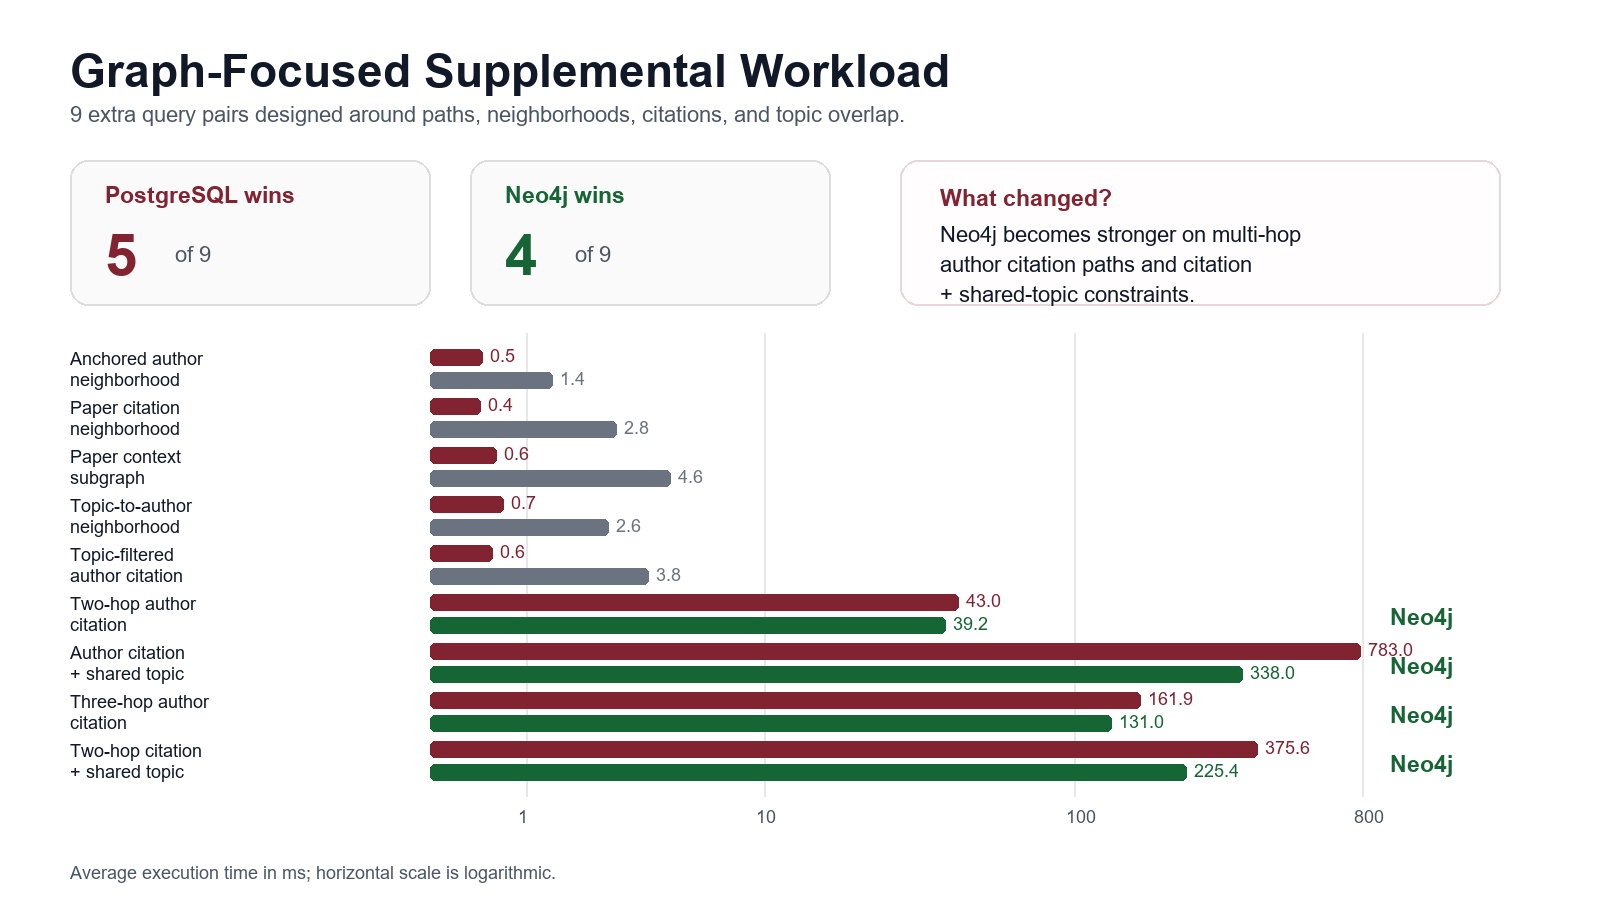 Graph-Focused Supplemental Workload
9 extra query pairs designed around paths, neighborhoods, citations, and topic overlap.
PostgreSQL wins
5 of 9
Neo4j wins
4 of 9
What changed?
Neo4j becomes stronger on multi-hop
author citation paths and citation
+ shared-topic constraints.
Anchored author
neighborhood
0.5
1.4
Paper citation
neighborhood
0.4
2.8
Paper context
subgraph
0.6
4.6
Topic-to-author
neighborhood
0.7
2.6
Topic-filtered
author citation
0.6
3.8
Two-hop author
citation
43.0
39.2
Neo4j
Author citation
+ shared topic
783.0
338.0
Neo4j
Three-hop author
citation
161.9
131.0
Neo4j
Two-hop citation
+ shared topic
375.6
225.4
Neo4j
1 10 100 800
Average execution time in ms; horizontal scale is logarithmic.